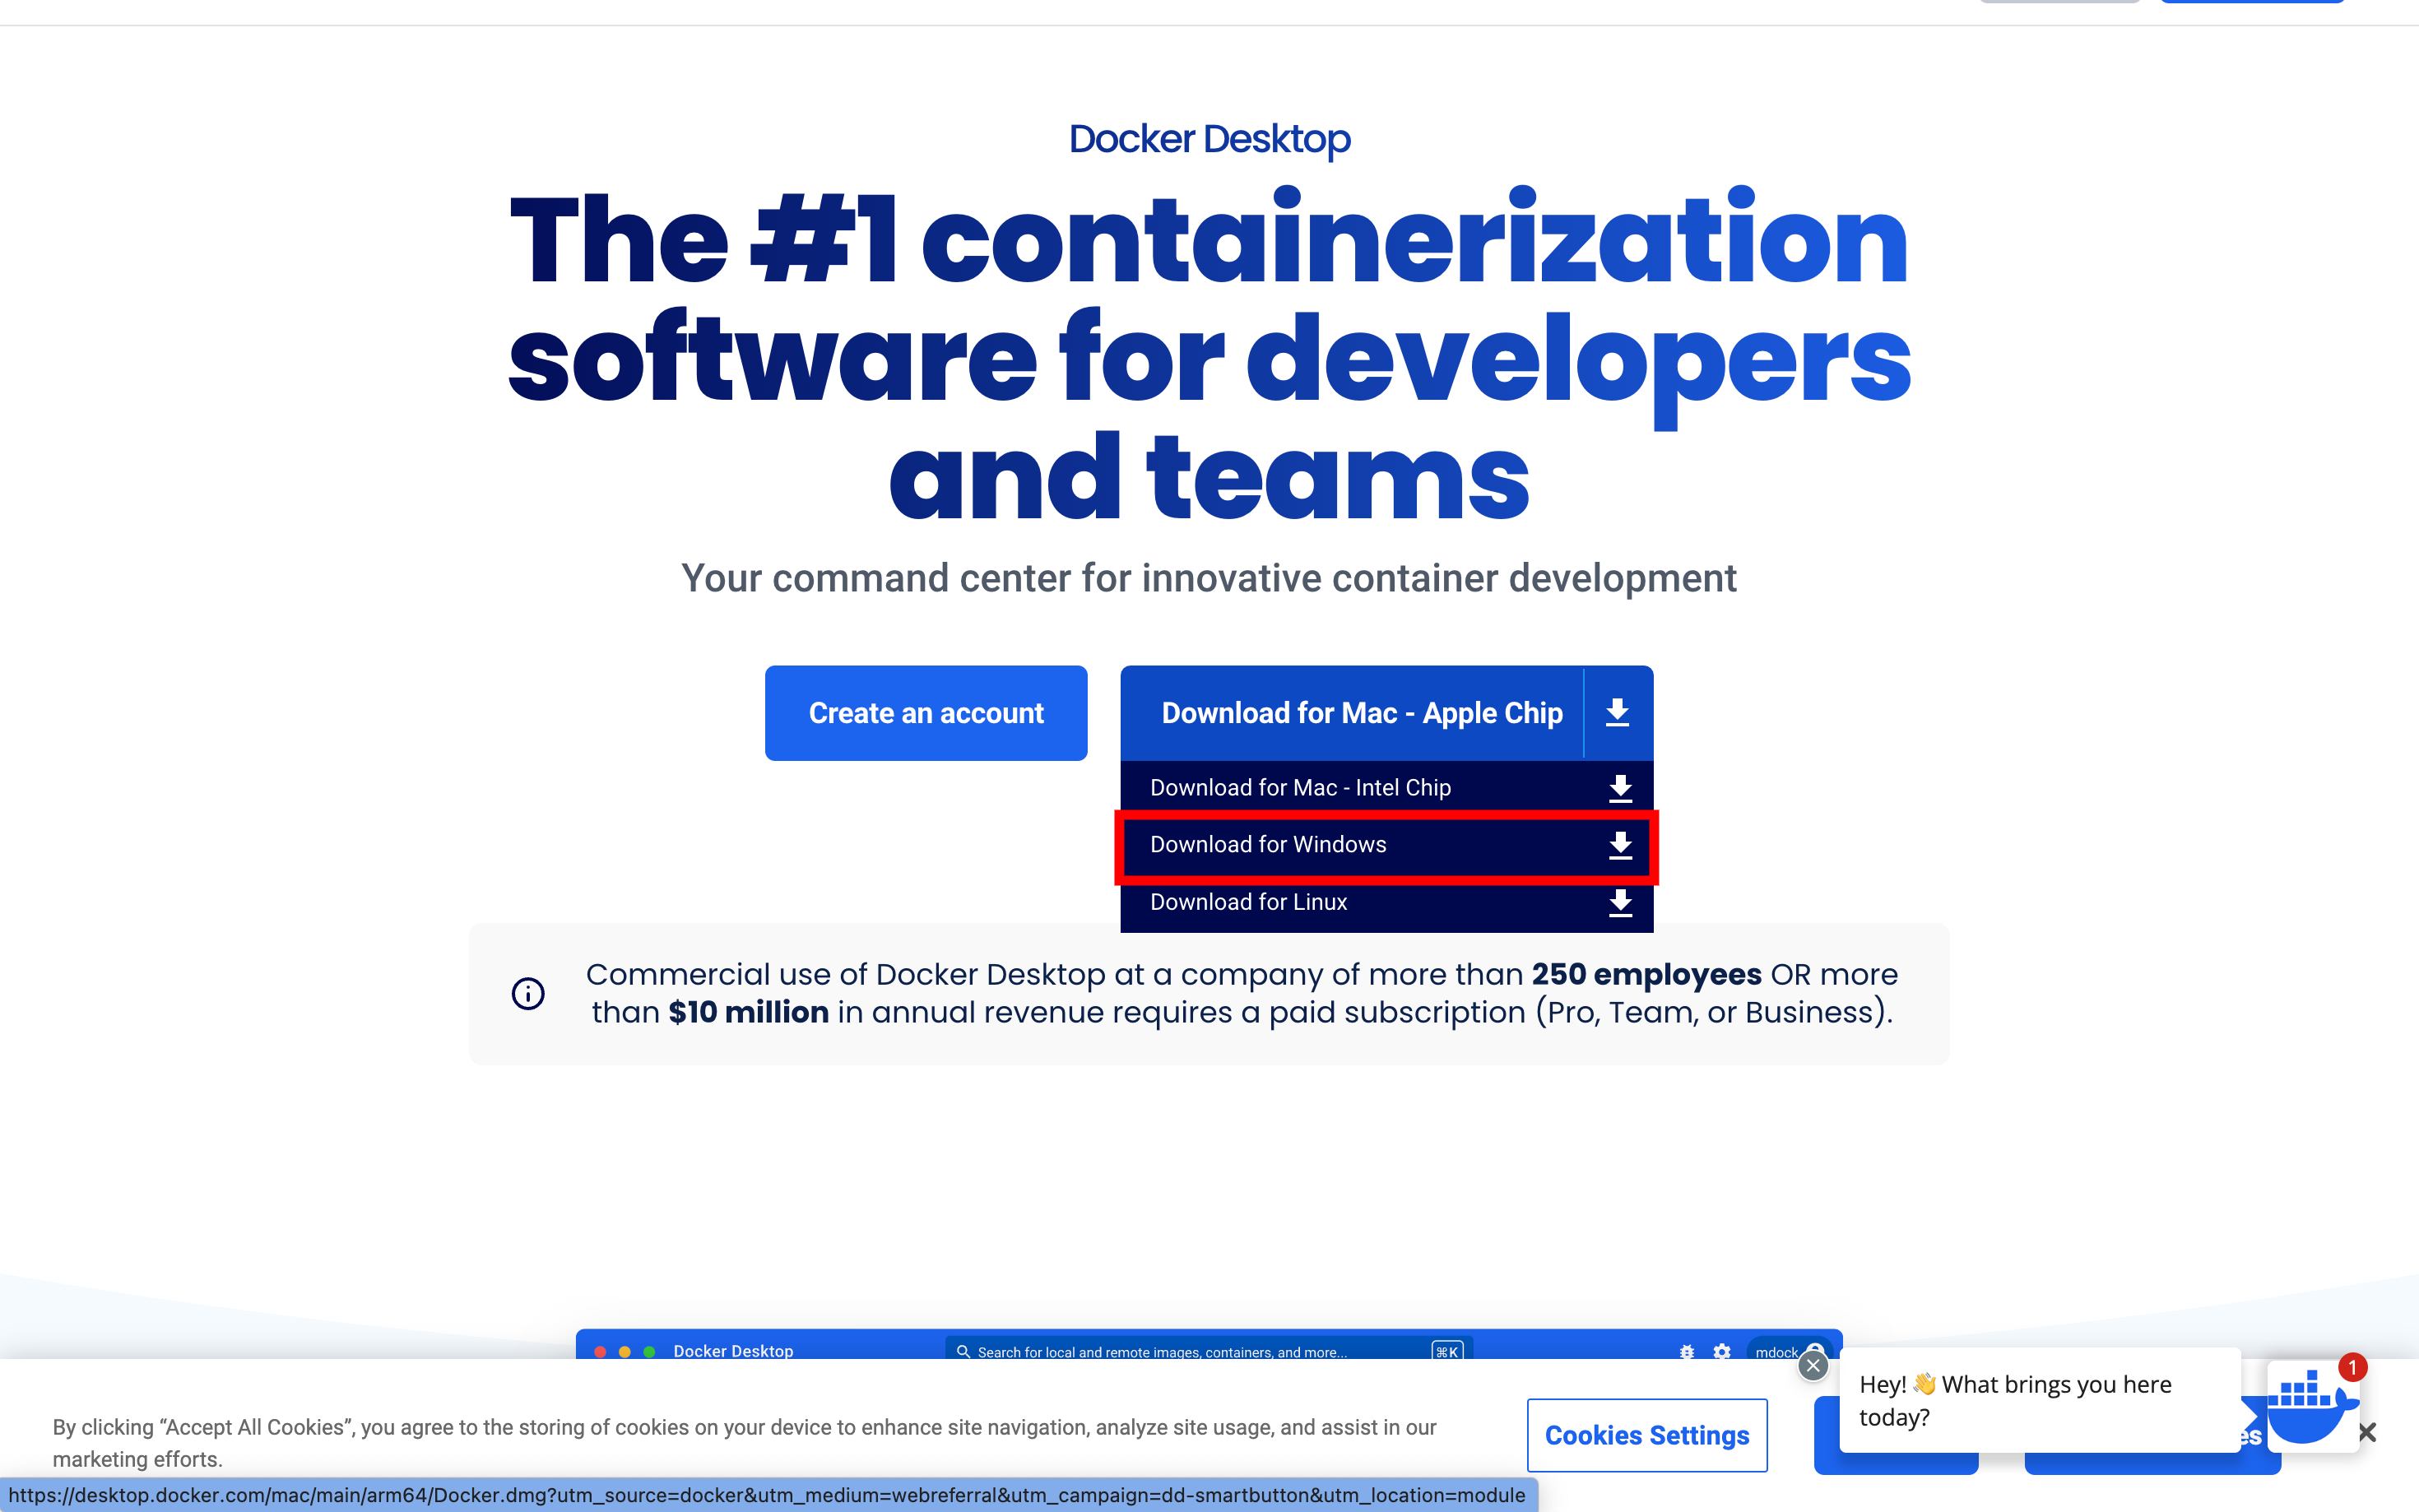 Docker Desktop
The #1 containerization
software for developers
and teams
Your command center for innovative container development
Create an account
Download for Mac - Apple Chip
Download for Mac - Intel Chip
Download for Windows
Download for Linux
Commercial use of Docker Desktop at a company of more than 250 employees OR more
than $10 million in annual revenue requires a paid subscription (Pro, Team, or Business).
Docker Desktop
Search for local and remote images, containers, and more...
⌘K
mdock
Hey! 👋 What brings you here
today?
1
By clicking “Accept All Cookies”, you agree to the storing of cookies on your device to enhance site navigation, analyze site usage, and assist in our
marketing efforts.
Cookies Settings
https://desktop.docker.com/mac/main/arm64/Docker.dmg?utm_source=docker&utm_medium=webreferral&utm_campaign=dd-smartbutton&utm_location=module